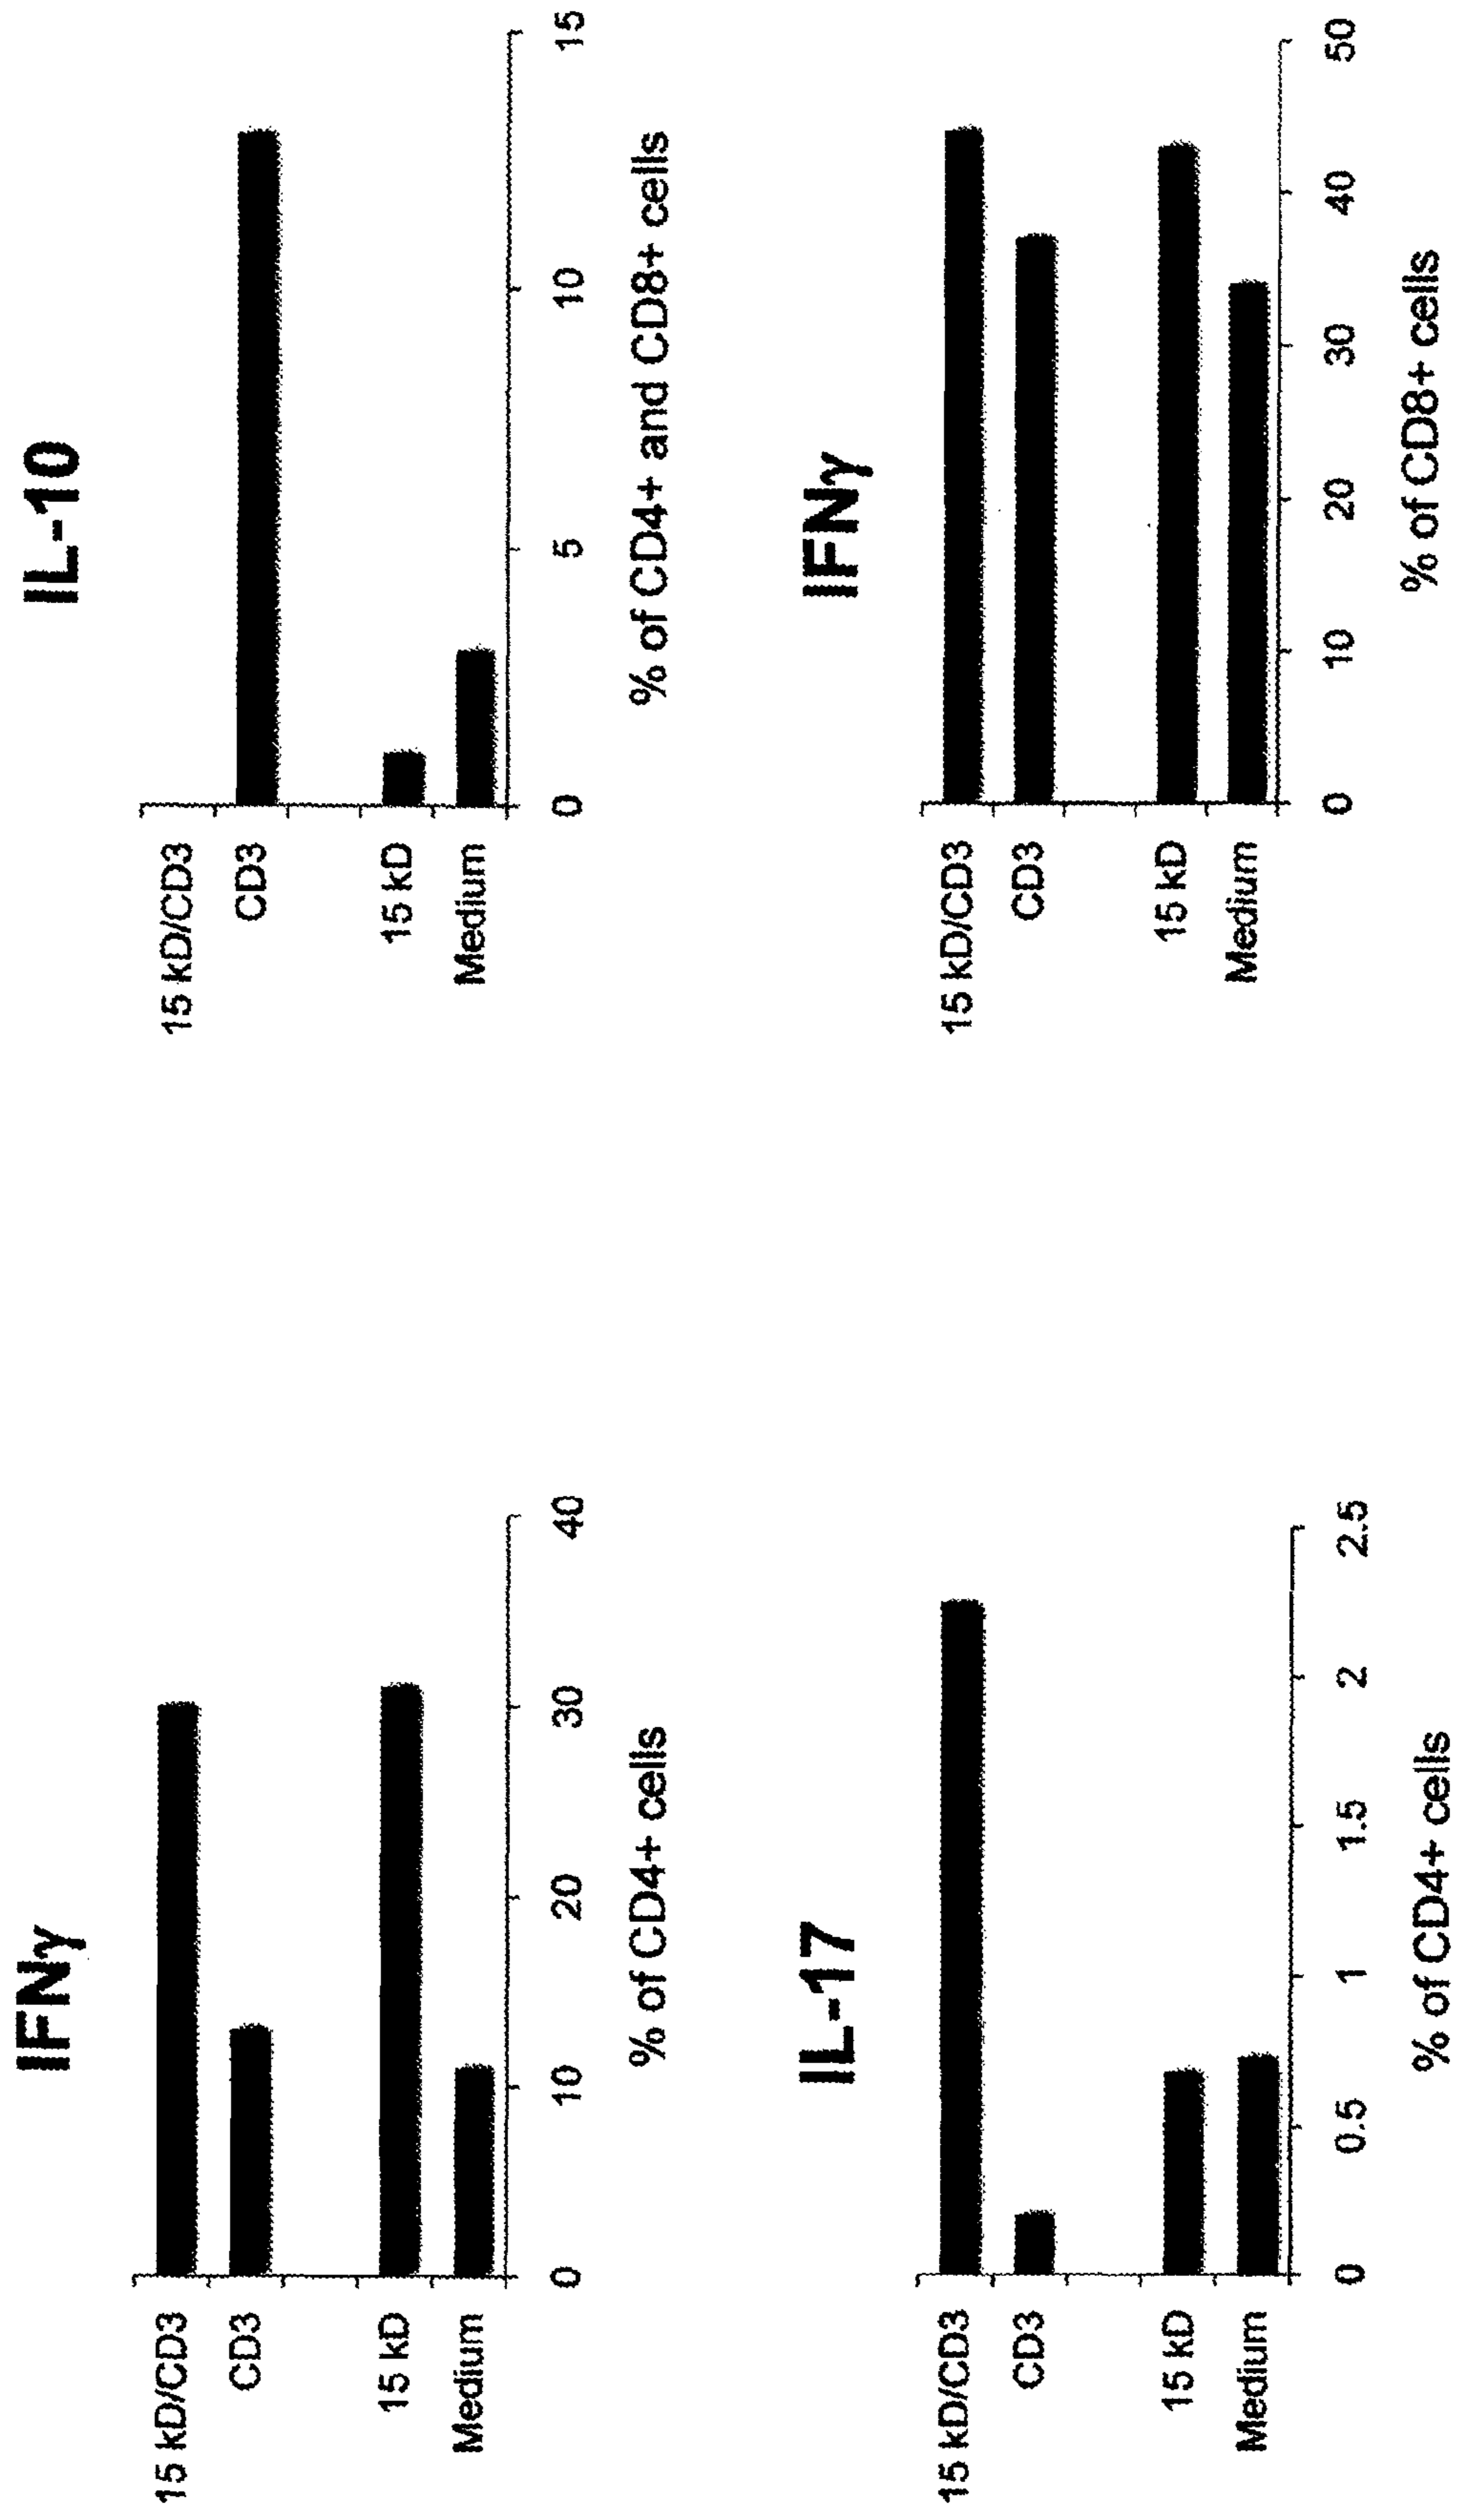 IFNγ
15 kD/CD3
CD3
15 kD
Medium
0 10 20 30 40
% of CD4+ cells
IL-10
15 kD/CD3
CD3
15 kD
Medium
0 5 10 15
% of CD4+ and CD8+ cells
IL-17
15 kD/CD3
CD3
15 kD
Medium
0 0.5 1 1.5 2 2.5
% of CD4+ cells
IFNγ
15 kD/CD3
CD3
15 kD
Medium
0 10 20 30 40 50
% of CD8+ cells